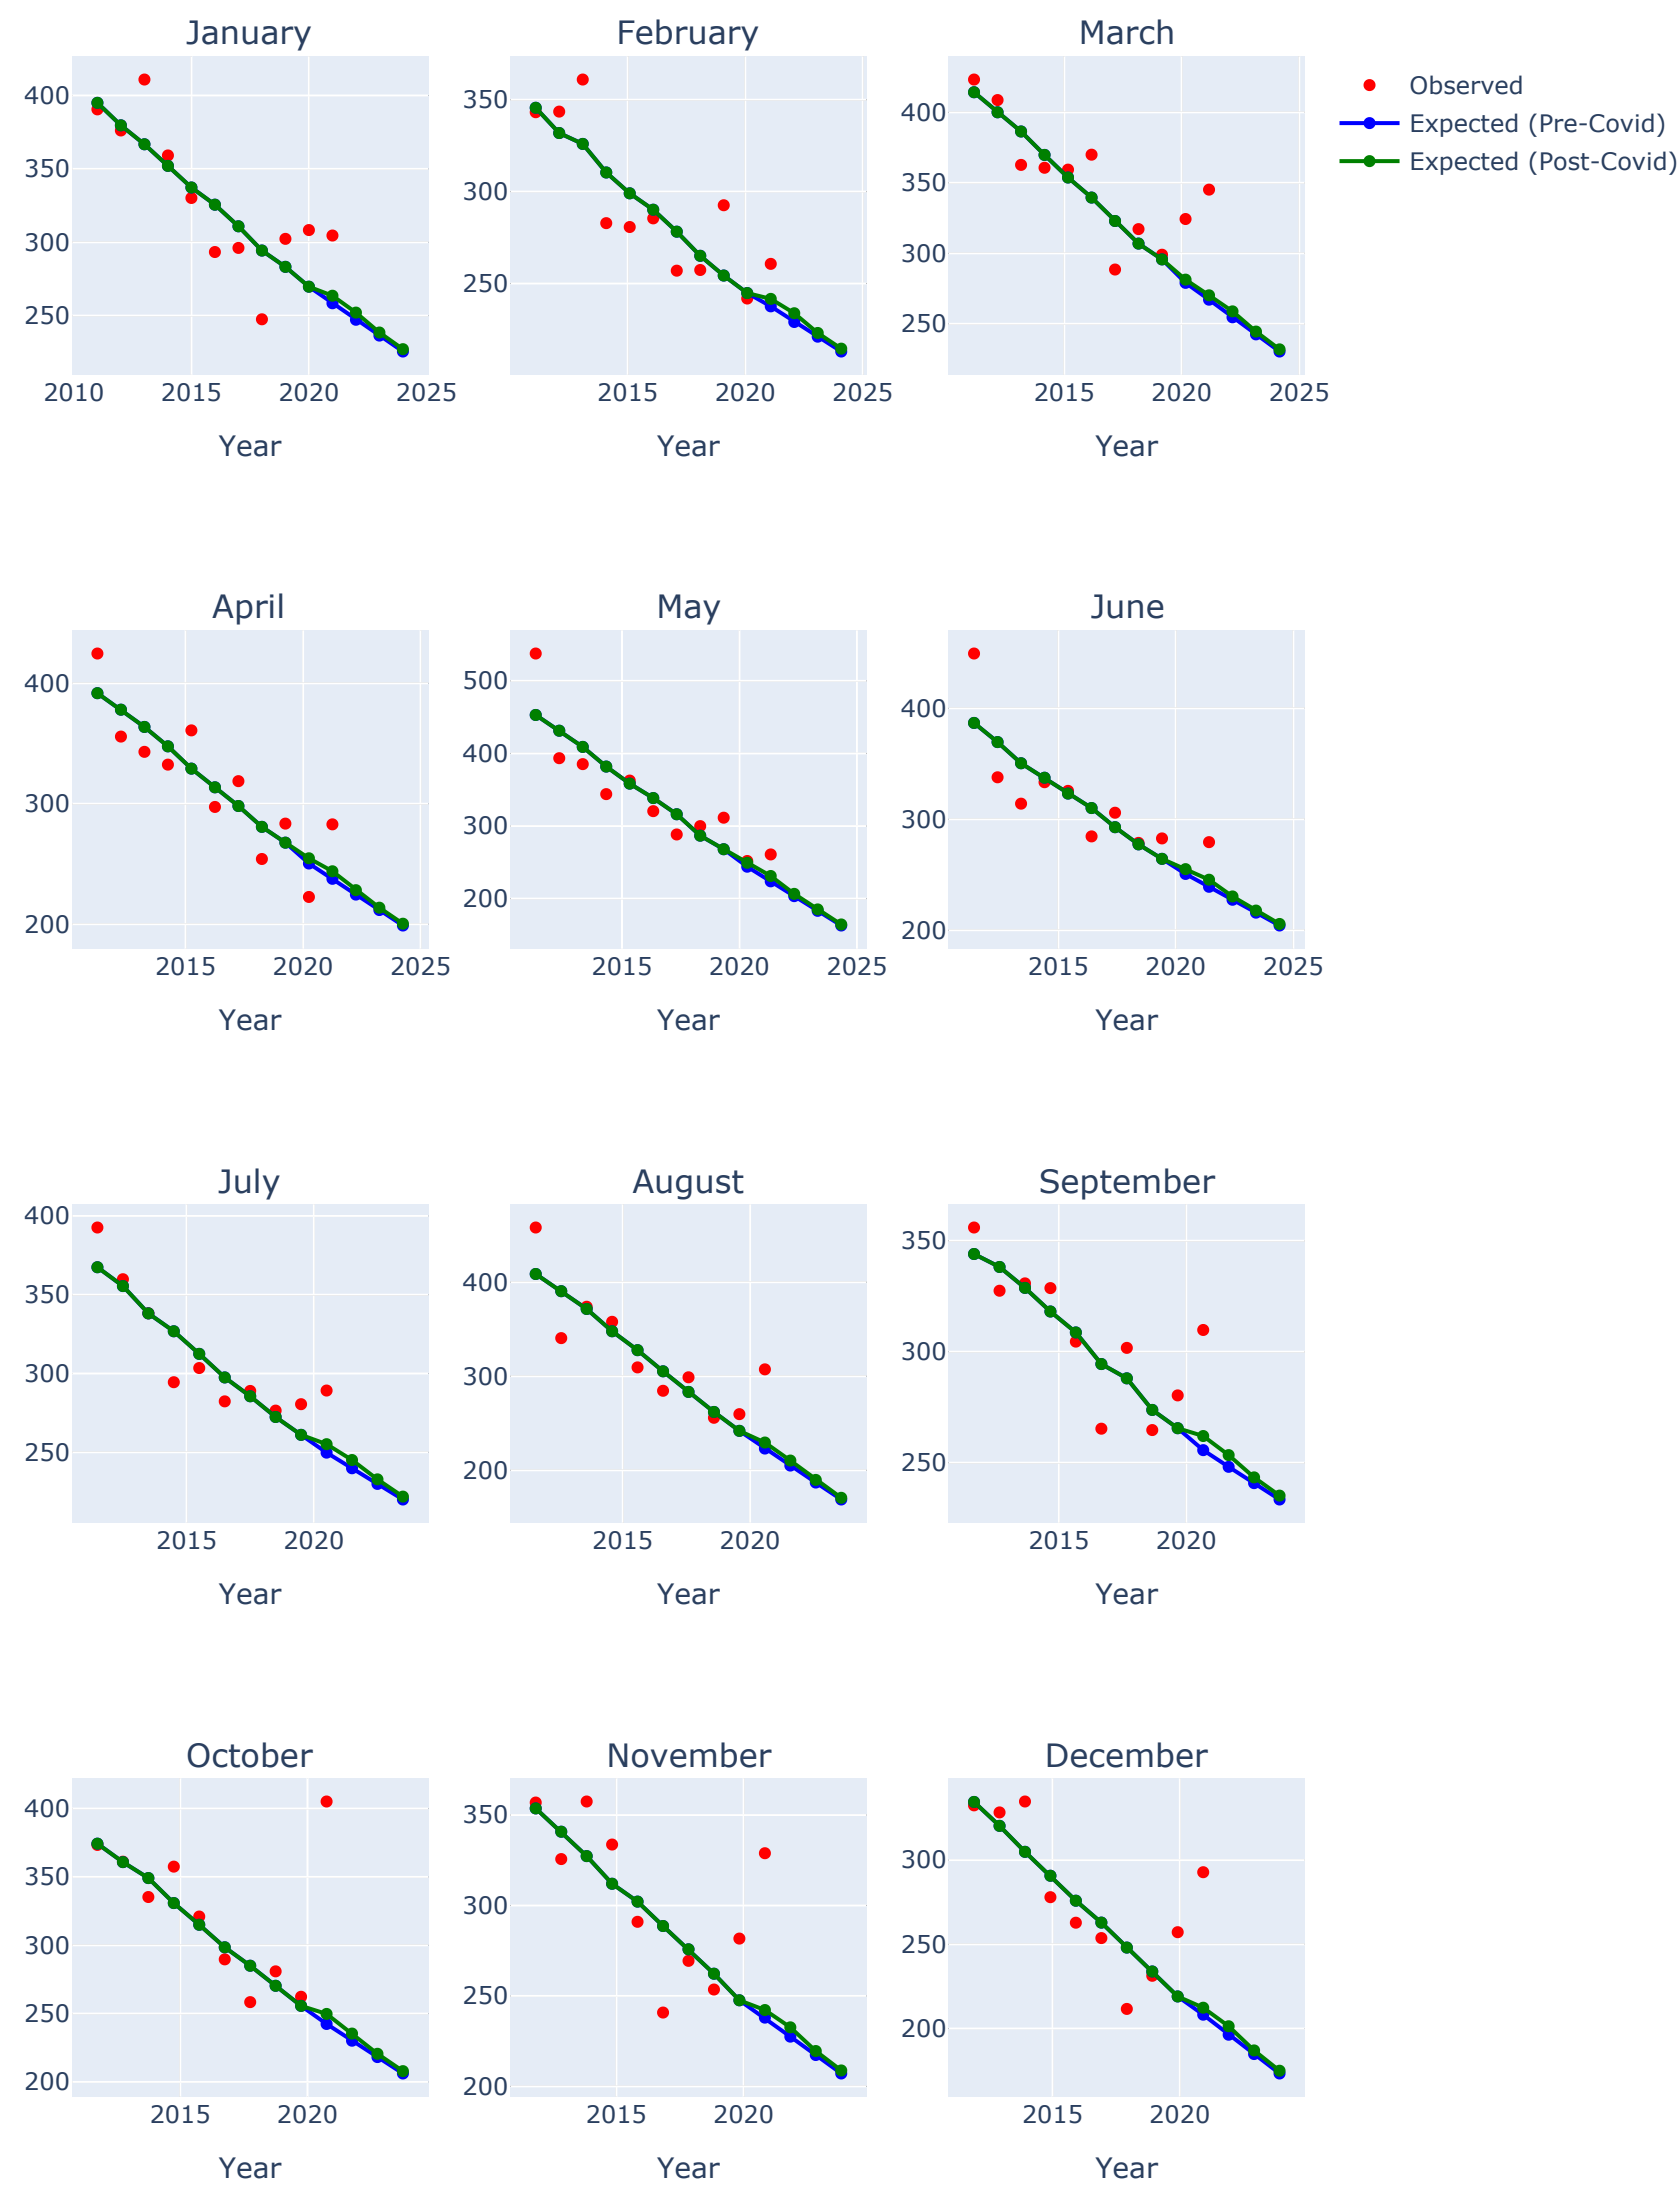 January February March
Observed
Expected (Pre-Covid)
Expected (Post-Covid)
400
350
300
250
2010 2015 2020 2025
Year
350
300
250
2015 2020 2025
Year
400
350
300
250
2015 2020 2025
Year
April May June
400
300
200
2015 2020 2025
Year
500
400
300
200
2015 2020 2025
Year
400
300
200
2015 2020 2025
Year
July August September
400
350
300
250
2015 2020
Year
400
300
200
2015 2020
Year
350
300
250
2015 2020
Year
October November December
400
350
300
250
200
2015 2020
Year
350
300
250
200
2015 2020
Year
300
250
200
2015 2020
Year